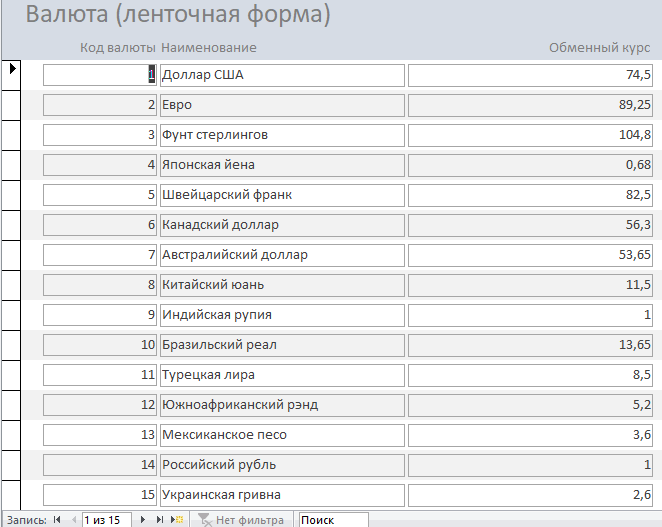 Валюта (ленточная форма)
Код валюты Наименование Обменный курс
1 Доллар США 74,5
2 Евро 89,25
3 Фунт стерлингов 104,8
4 Японская йена 0,68
5 Швейцарский франк 82,5
6 Канадский доллар 56,3
7 Австралийский доллар 53,65
8 Китайский юань 11,5
9 Индийская рупия 1
10 Бразильский реал 13,65
11 Турецкая лира 8,5
12 Южноафриканский рэнд 5,2
13 Мексиканское песо 3,6
14 Российский рубль 1
15 Украинская гривна 2,6
Запись: 1 из 15 Нет фильтра Поиск